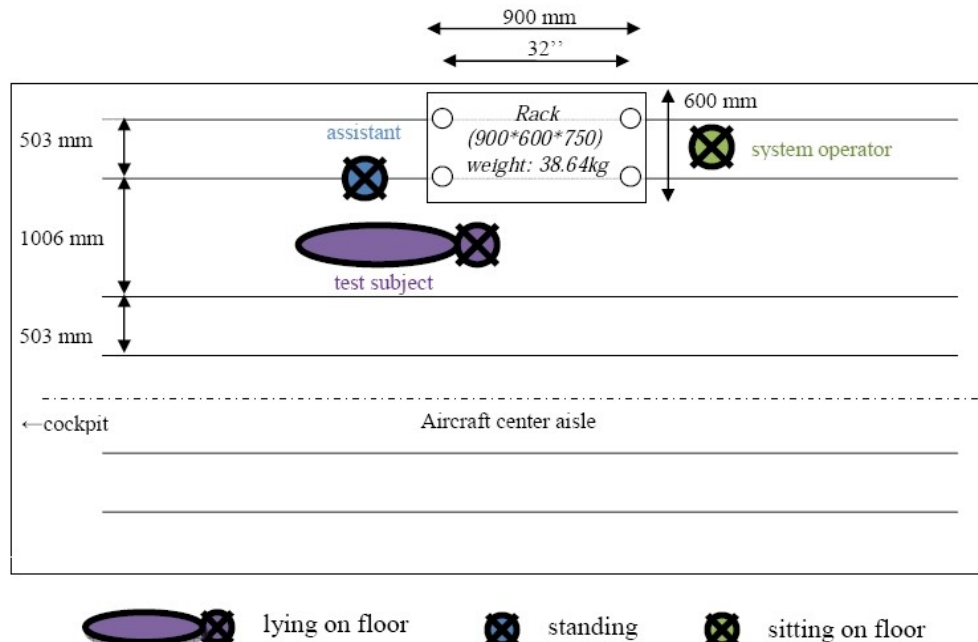 900 mm
32’’
Rack
(900*600*750)
weight: 38.64kg
600 mm
503 mm
assistant
system operator
1006 mm
test subject
503 mm
←cockpit
Aircraft center aisle
lying on floor
standing
sitting on floor